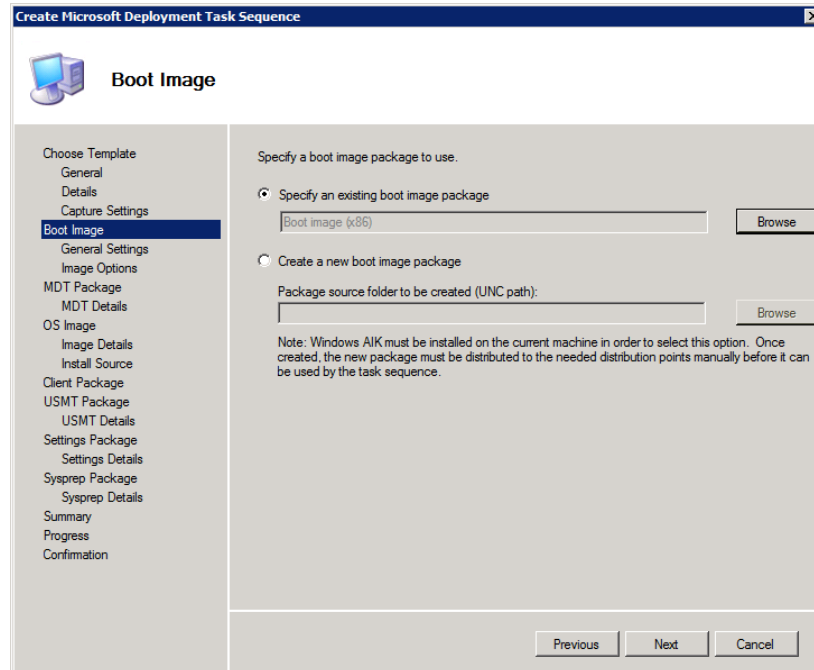 Create Microsoft Deployment Task Sequence
Boot Image
Choose Template
General
Details
Capture Settings
Boot Image
General Settings
Image Options
MDT Package
MDT Details
OS Image
Image Details
Install Source
Client Package
USMT Package
USMT Details
Settings Package
Settings Details
Sysprep Package
Sysprep Details
Summary
Progress
Confirmation
Specify a boot image package to use.
Specify an existing boot image package
Boot image (x86)
Browse
Create a new boot image package
Package source folder to be created (UNC path):
Browse
Note: Windows AIK must be installed on the current machine in order to select this option. Once
created, the new package must be distributed to the needed distribution points manually before it can
be used by the task sequence.
Previous
Next
Cancel